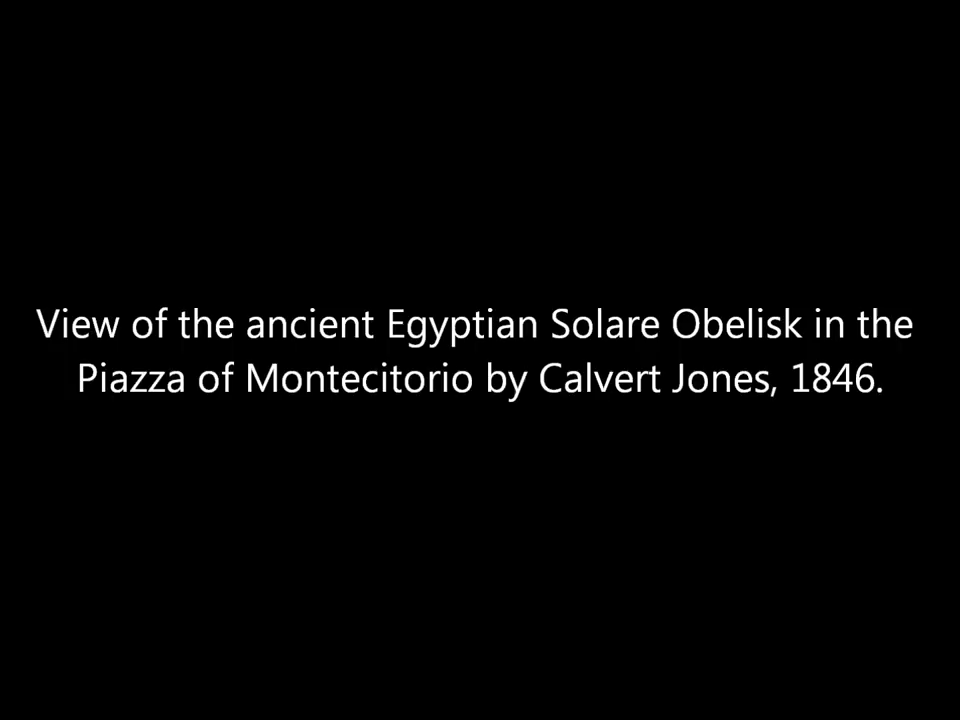 View of the ancient Egyptian Solare Obelisk in the
Piazza of Montecitorio by Calvert Jones, 1846.